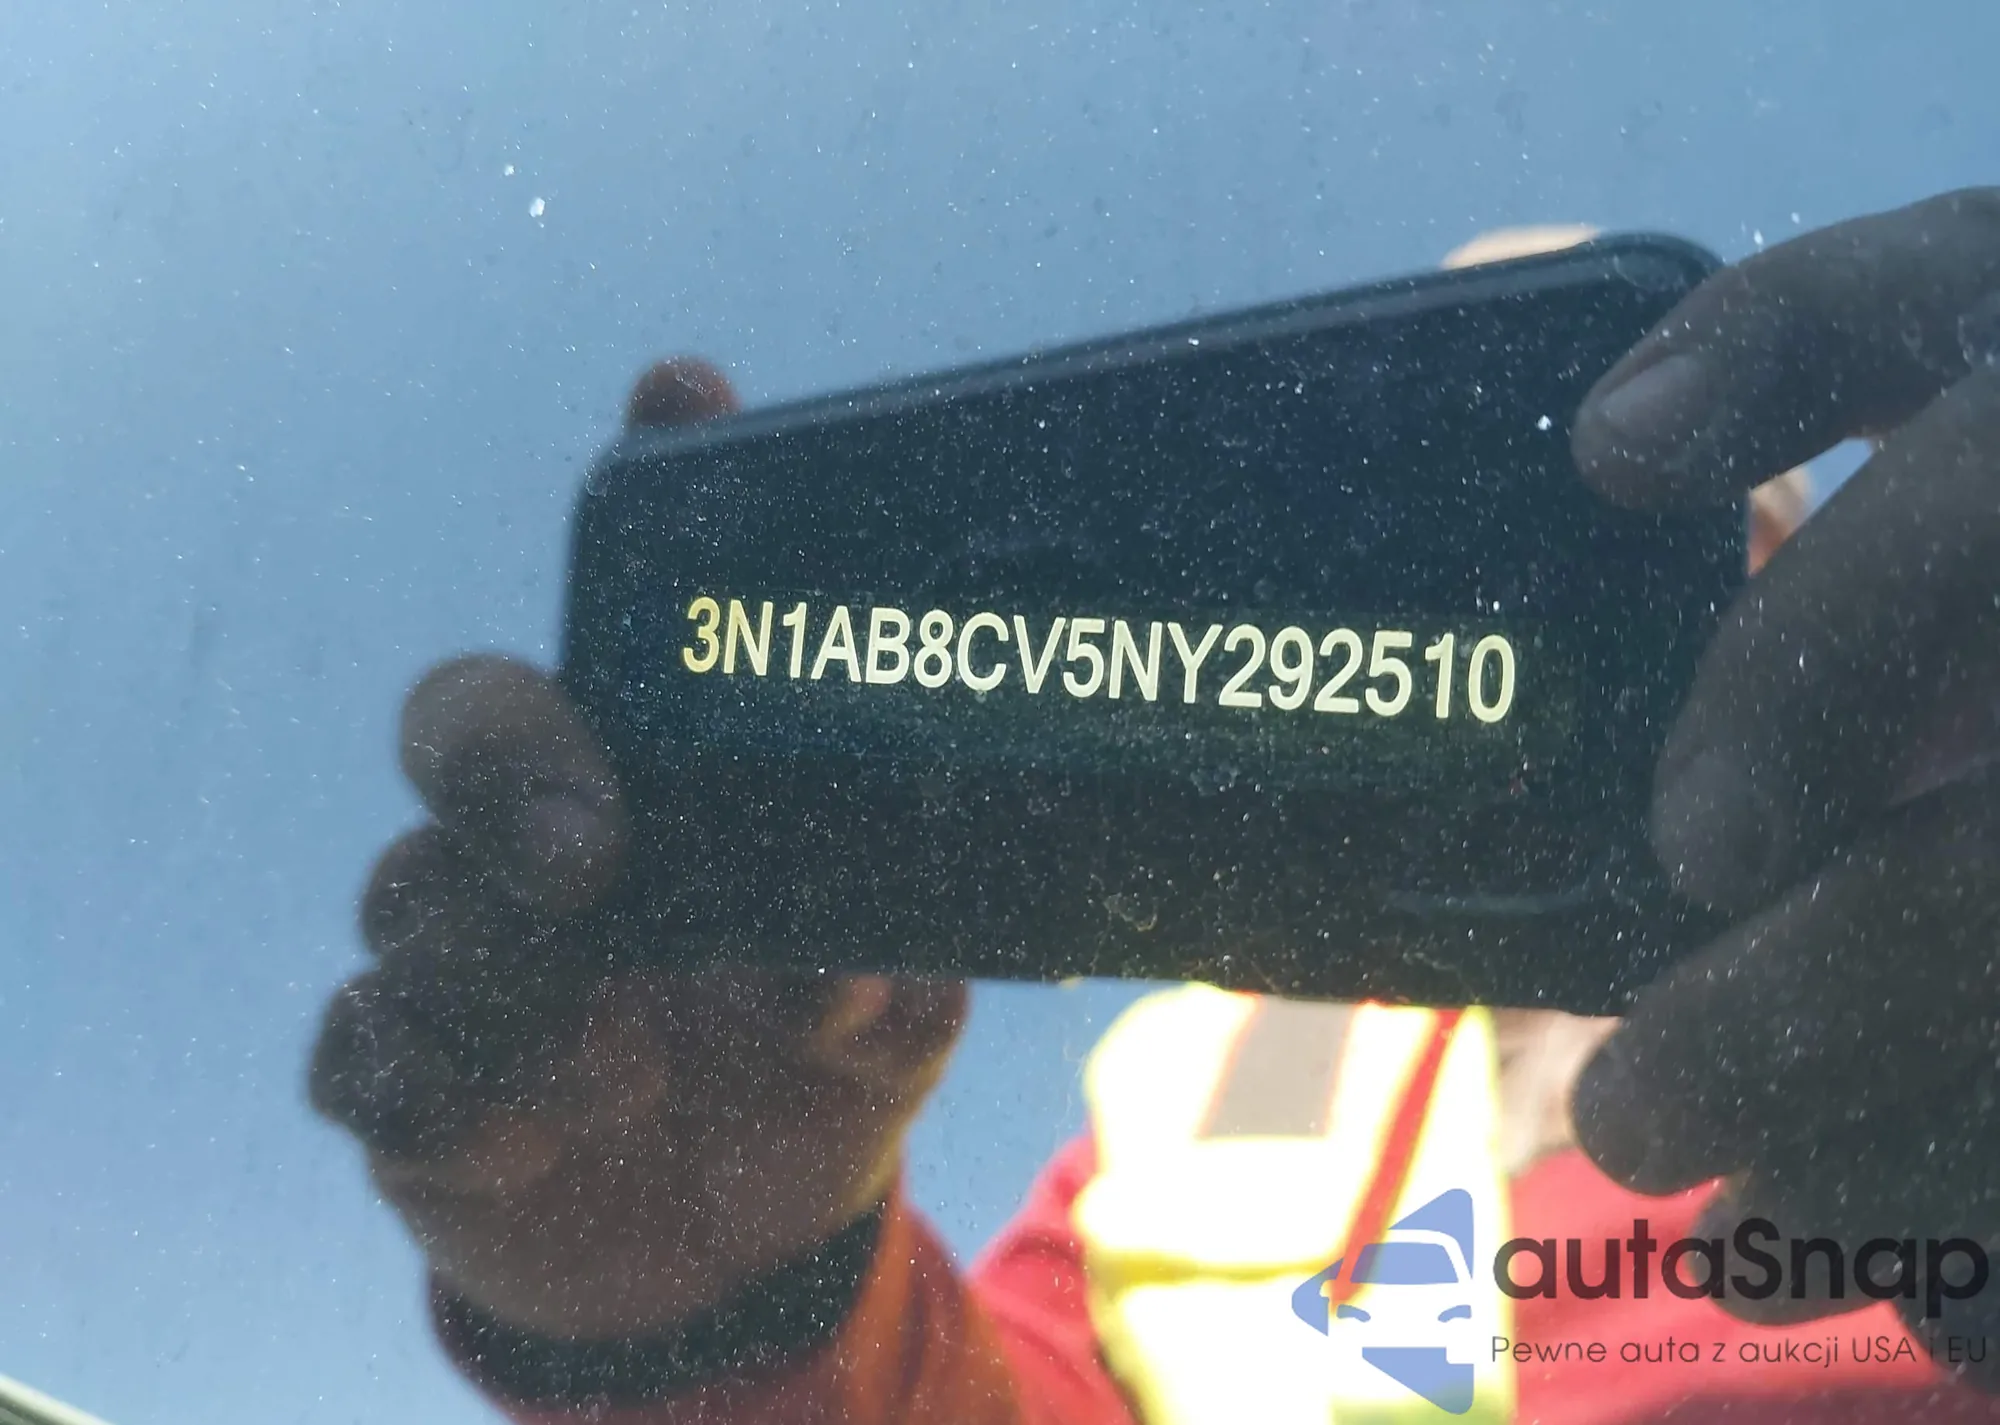 3N1AB8CV5NY292510
autaSnap
Pewne auta z aukcji USA i EU